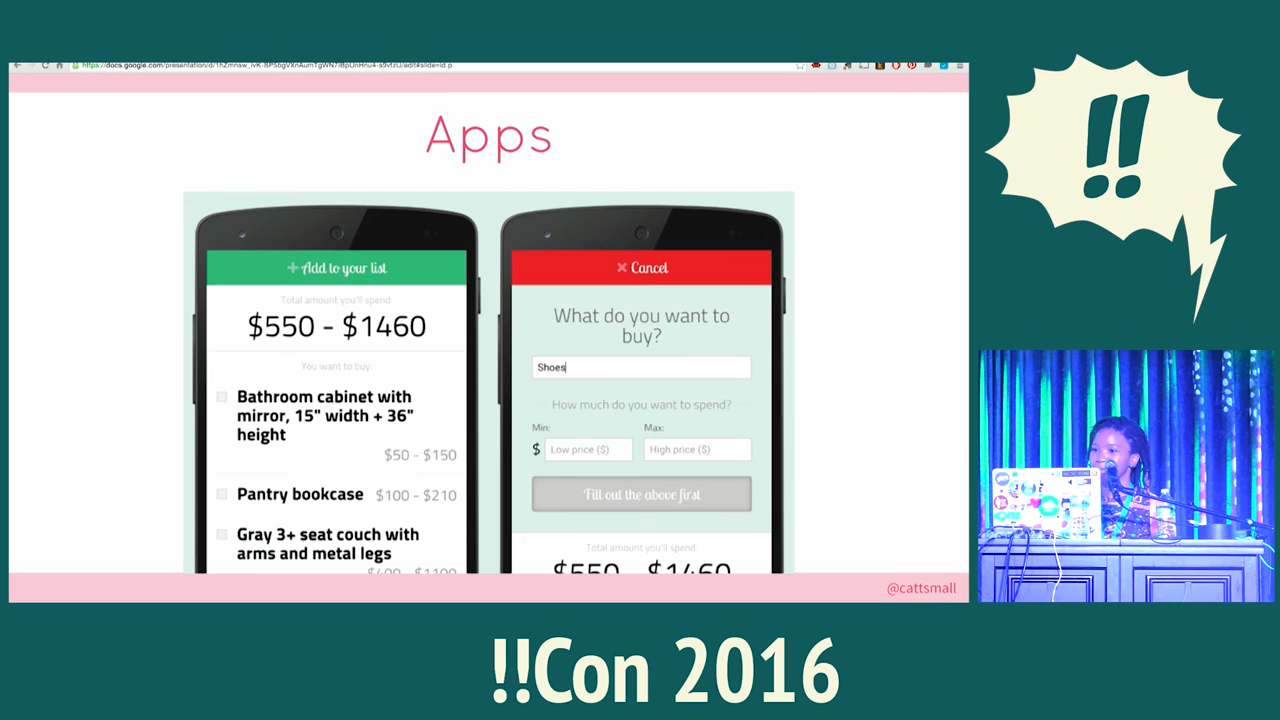 Apps
+ Add to your list
Total amount you'll spend:
$550 - $1460
You want to buy:
Bathroom cabinet with
mirror, 15" width + 36"
height
$50 - $150
Pantry bookcase $100 - $210
Gray 3+ seat couch with
arms and metal legs
× Cancel
What do you want to
buy?
Shoes
How much do you want to spend?
Min:
Max:
$
Low price ($)
High price ($)
Fill out the above first
Total amount you'll spend:
$550 - $1460
@cattsmall
!!
!!Con 2016